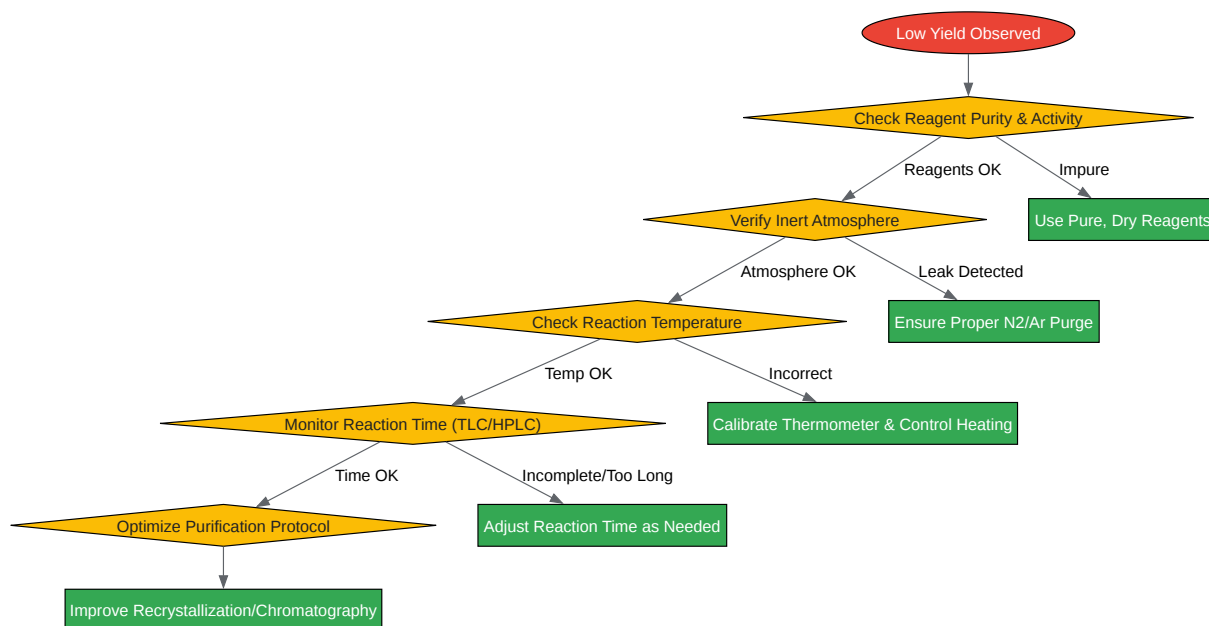 Low Yield Observed
Check Reagent Purity & Activity
Reagents OK
Impure
Verify Inert Atmosphere
Use Pure, Dry Reagents
Atmosphere OK
Leak Detected
Check Reaction Temperature
Ensure Proper N2/Ar Purge
Temp OK
Incorrect
Monitor Reaction Time (TLC/HPLC)
Calibrate Thermometer & Control Heating
Time OK
Incomplete/Too Long
Optimize Purification Protocol
Adjust Reaction Time as Needed
Improve Recrystallization/Chromatography